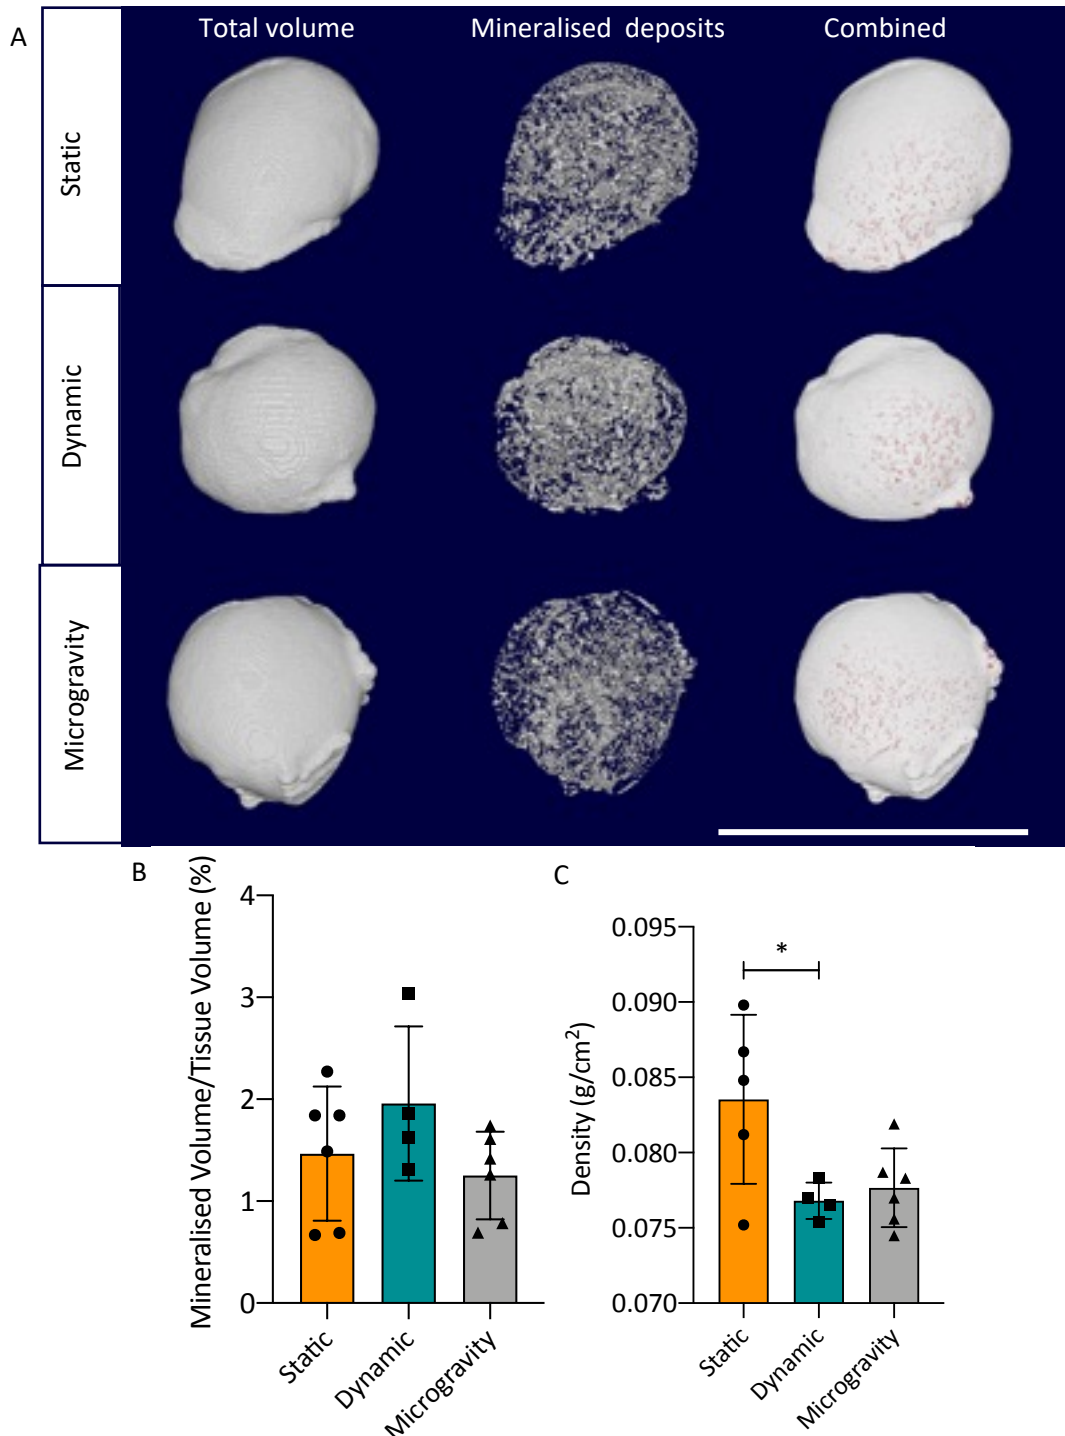 A
Total volume
Mineralised deposits
Combined
Static
Dynamic
Microgravity
B
Mineralised Volume/Tissue Volume (%)
4
3
2
1
0
Static
Dynamic
Microgravity
C
Density (g/cm²)
0.095
0.090
0.085
0.080
0.075
0.070
*
Static
Dynamic
Microgravity